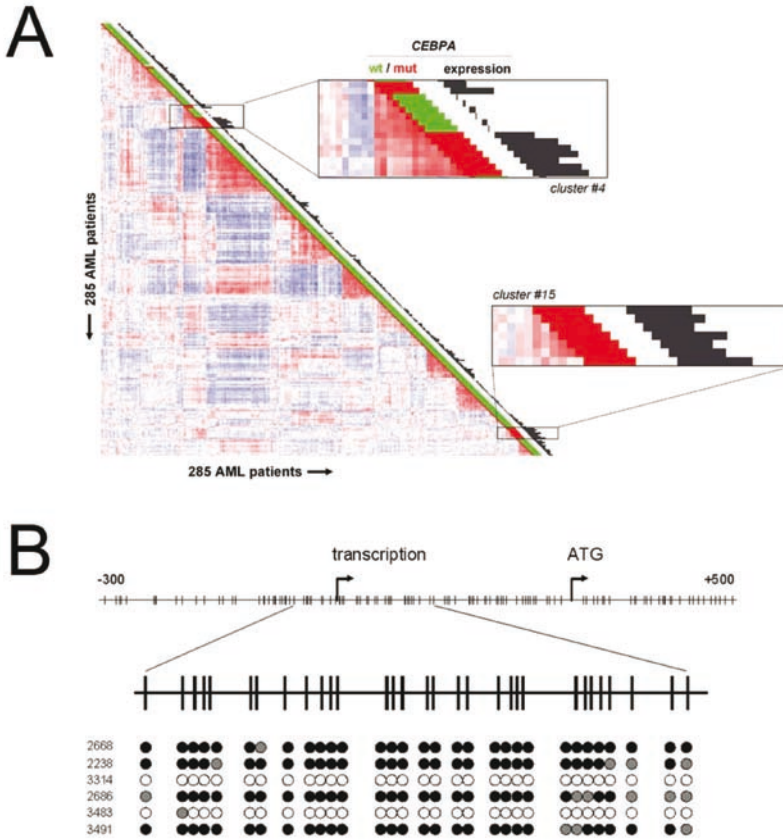 A
CEBPA
wt / mut
expression
cluster #4
285 AML patients
cluster #15
285 AML patients
B
transcription
ATG
-300
+500
2668
2238
3314
2686
3483
3491